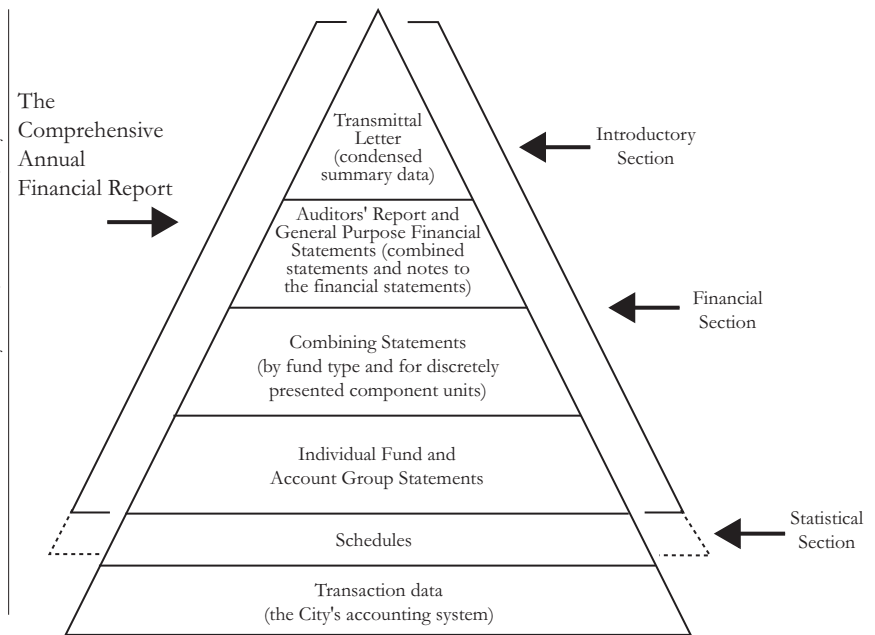 The
Comprehensive
Annual
Financial Report
Transmittal
Letter
(condensed
summary data)
Introductory
Section
Auditors' Report and
General Purpose Financial
Statements (combined
statements and notes to
the financial statements)
Financial
Section
Combining Statements
(by fund type and for discretely
presented component units)
Individual Fund and
Account Group Statements
Statistical
Section
Schedules
Transaction data
(the City's accounting system)